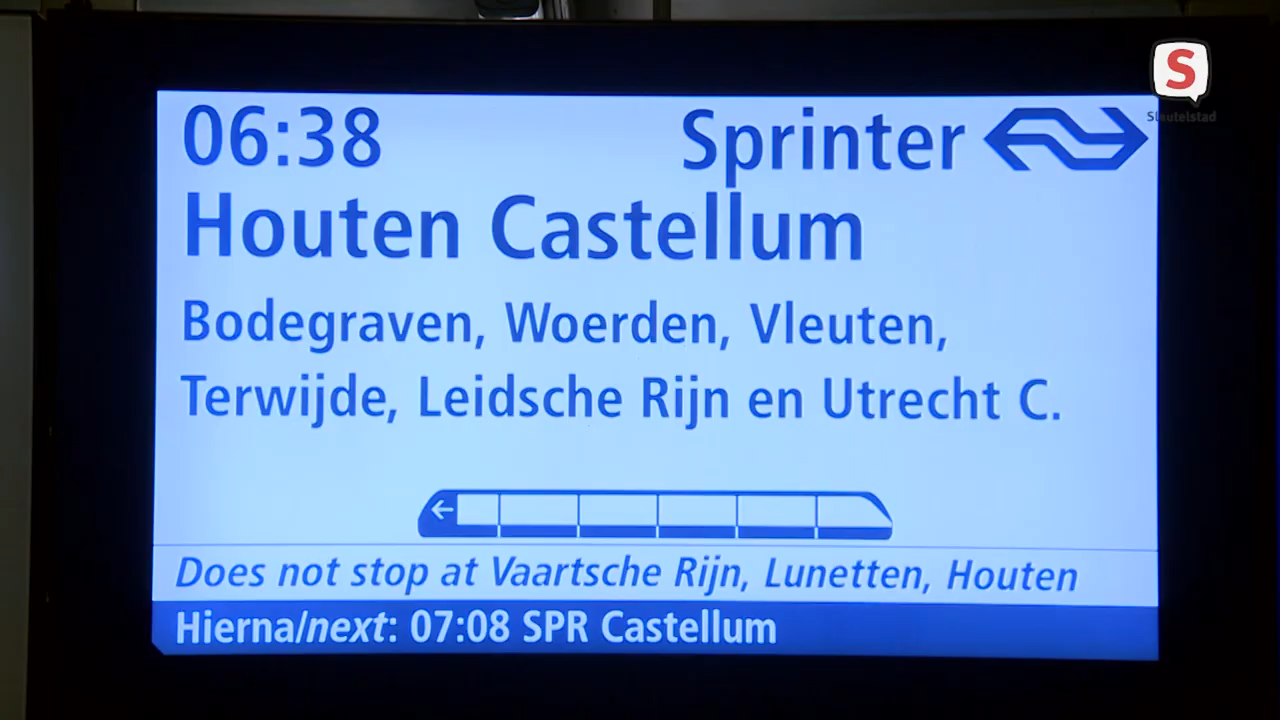 S
Sleutelstad
06:38 Sprinter
Houten Castellum
Bodegraven, Woerden, Vleuten,
Terwijde, Leidsche Rijn en Utrecht C.
Does not stop at Vaartsche Rijn, Lunetten, Houten
Hierna/next: 07:08 SPR Castellum